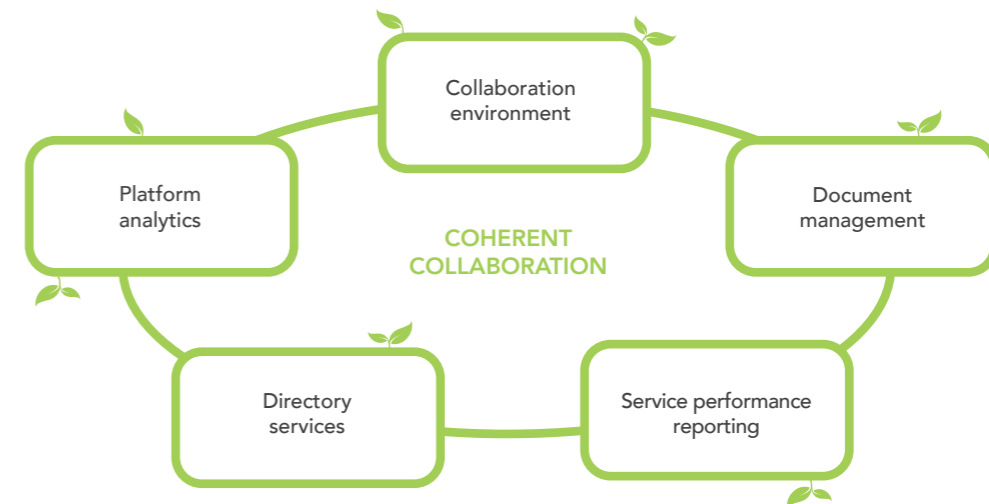 Collaboration
environment
Platform
analytics
Document
management
COHERENT
COLLABORATION
Directory
services
Service performance
reporting